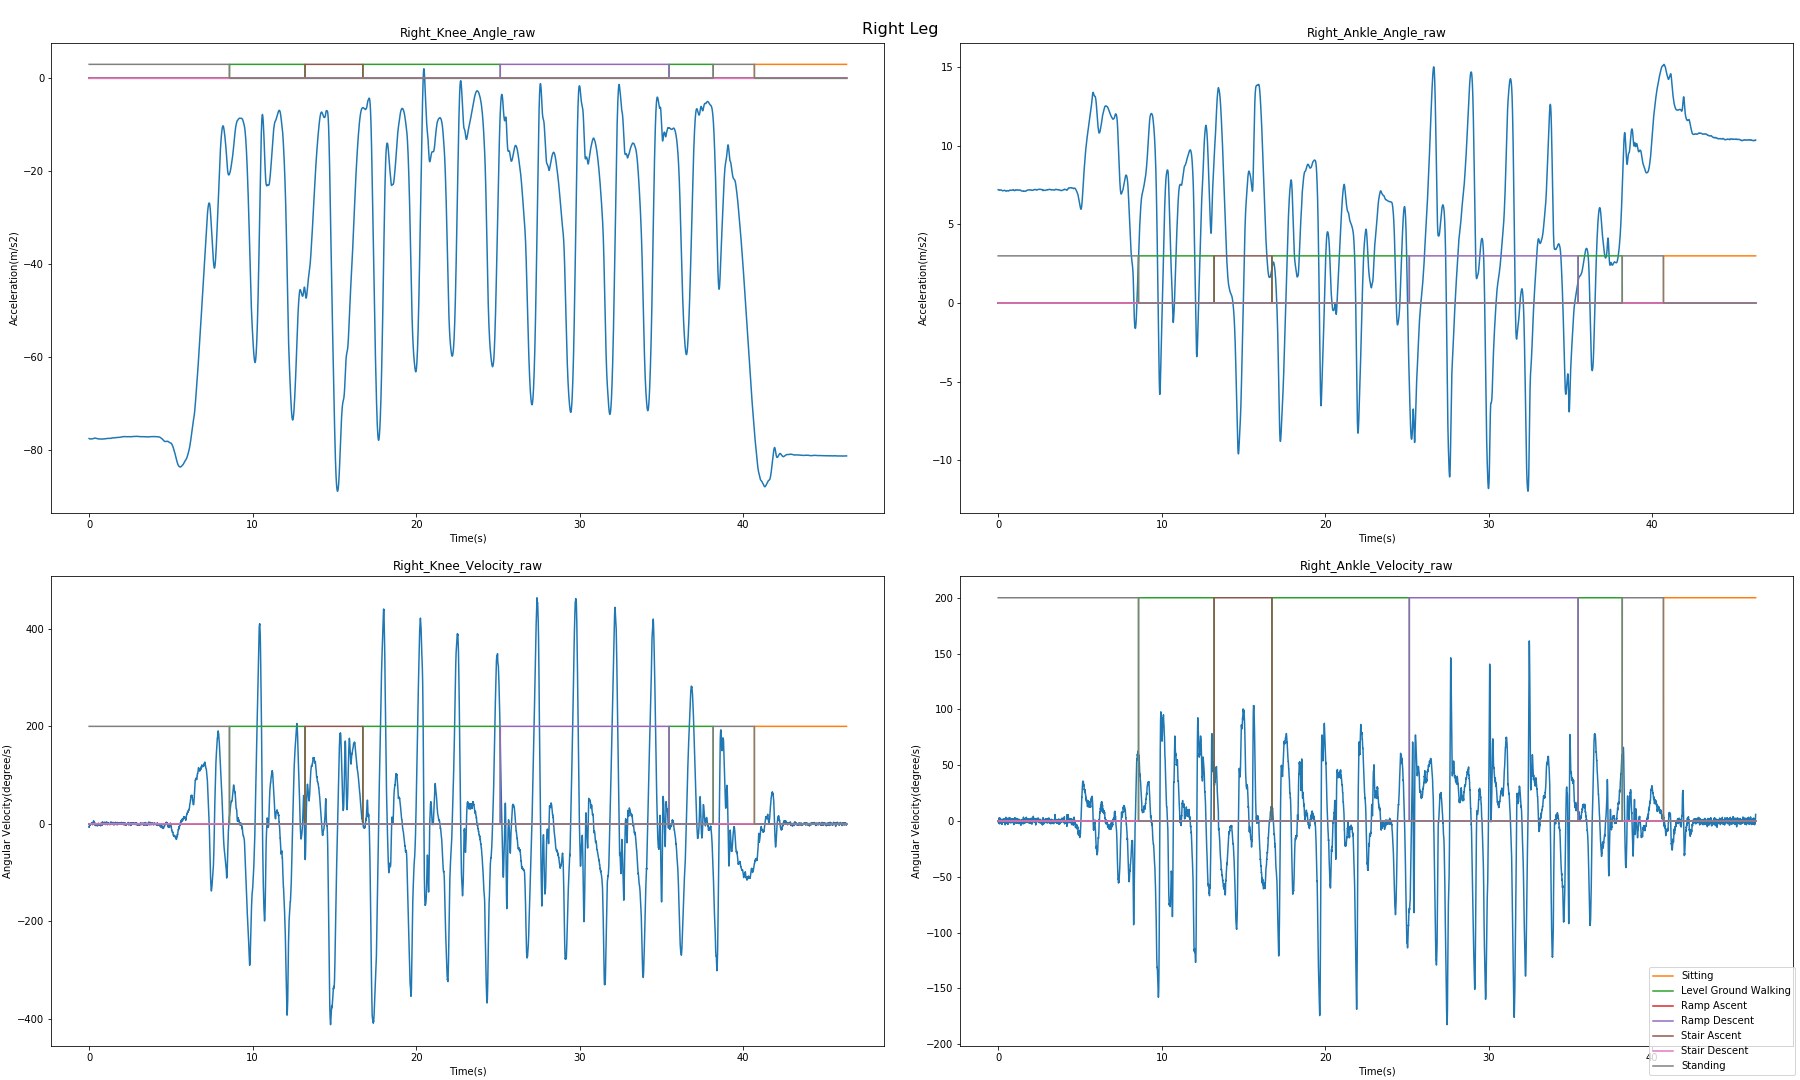 Right Leg
Right_Knee_Angle_raw
Acceleration(m/s2)
0
−20
−40
−60
−80
0 10 20 30 40
Time(s)
Right_Ankle_Angle_raw
Acceleration(m/s2)
15
10
5
0
−5
−10
0 10 20 30 40
Time(s)
Right_Knee_Velocity_raw
Angular Velocity(degree/s)
400
200
0
−200
−400
0 10 20 30 40
Time(s)
Right_Ankle_Velocity_raw
Angular Velocity(degree/s)
200
150
100
50
0
−50
−100
−150
−200
0 10 20 30 40
Time(s)
Sitting
Level Ground Walking
Ramp Ascent
Ramp Descent
Stair Ascent
Stair Descent
Standing